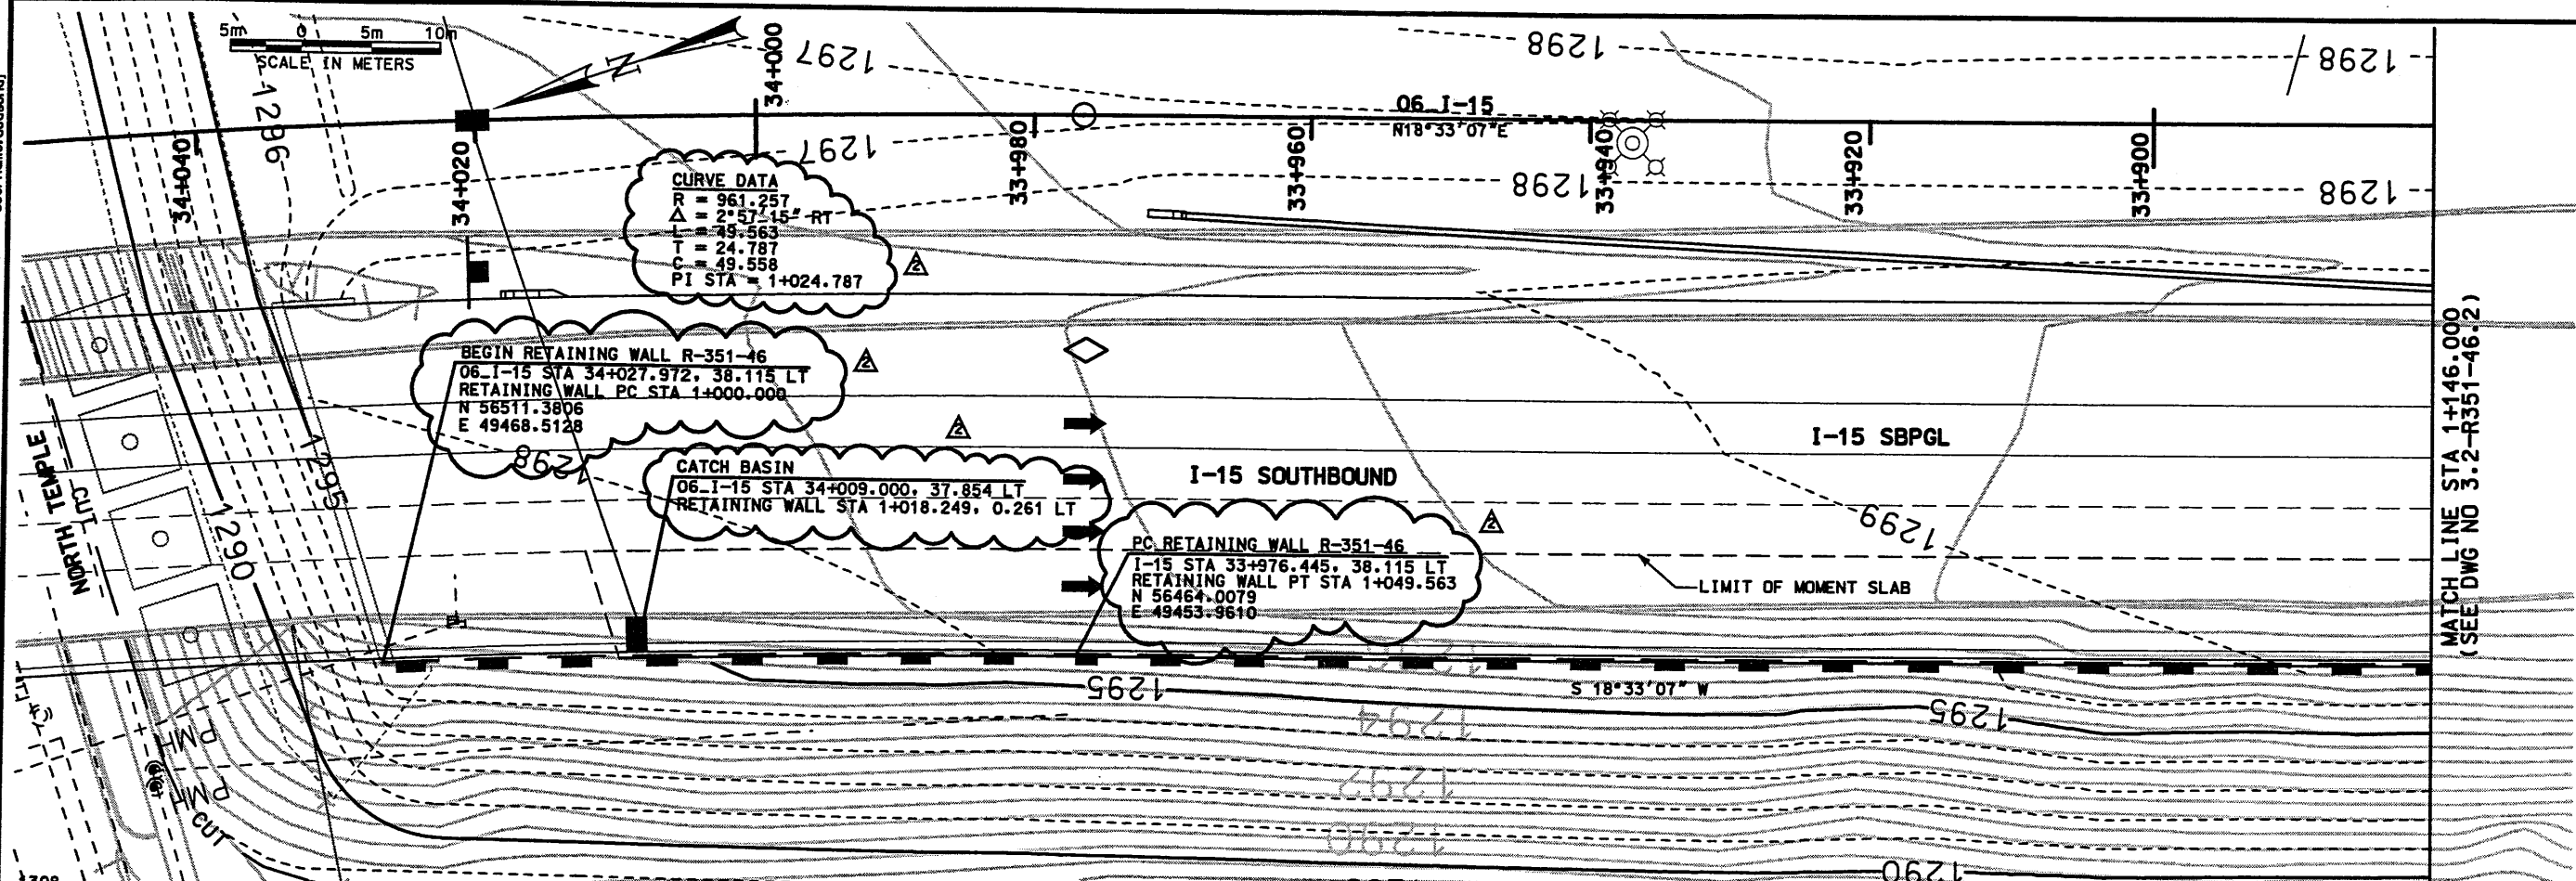 5m 0 5m 10m
SCALE IN METERS
N
34+000
1296
1297
1298
1298
34+040
34+020
1297
33+980
33+960
06_I-15
N18°33'07"E
33+940
33+920
33+900
1298
1298
CURVE DATA
R = 961.257
△ = 2°57'15" RT
L = 49.563
T = 24.787
C = 49.558
PI STA = 1+024.787
2
BEGIN RETAINING WALL R-351-46
06_I-15 STA 34+027.972, 38.115 LT
RETAINING WALL PC STA 1+000.000
N 56511.3806
E 49468.5128
2
1298
CATCH BASIN
06_I-15 STA 34+009.000, 37.854 LT
RETAINING WALL STA 1+018.249, 0.261 LT
2
I-15 SOUTHBOUND
I-15 SBPGL
PC RETAINING WALL R-351-46
I-15 STA 33+976.445, 38.115 LT
RETAINING WALL PT STA 1+049.563
N 56464.0079
E 49453.9610
2
1299
LIMIT OF MOMENT SLAB
MATCH LINE STA 1+146.000
(SEE DWG NO 3.2-R351-46.2)
NORTH TEMPLE
CUT
1295
1290
1295
S 18°33'07" W
1295
1294
1292
1290
1290
PMH
PMH
CUT